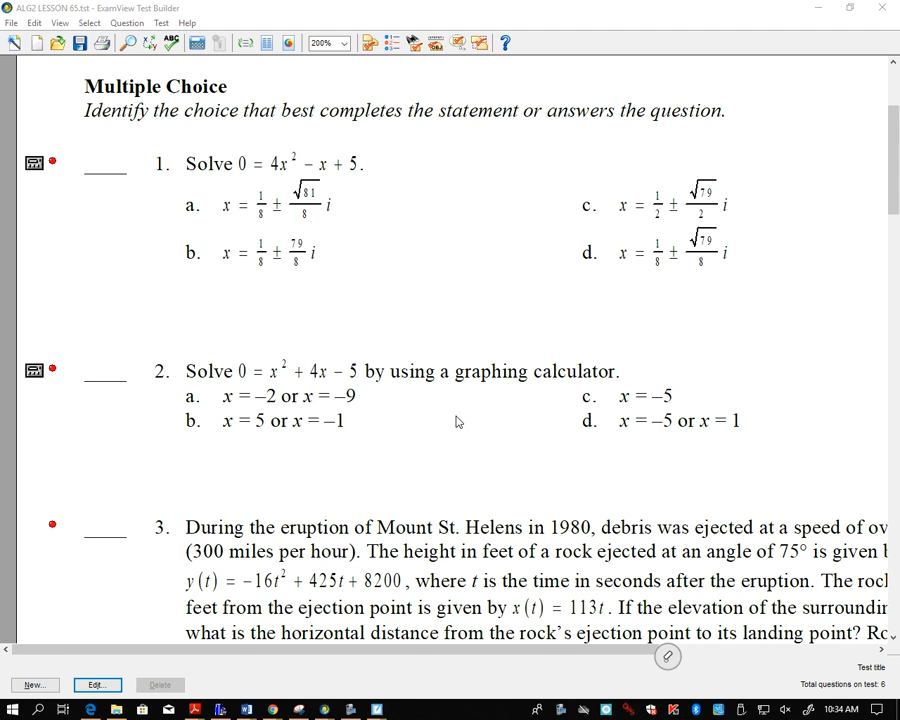 ALG2 LESSON 65.tst - ExamView Test Builder
File Edit View Select Question Test Help
200%
Multiple Choice
Identify the choice that best completes the statement or answers the question.
1. Solve 0 = 4x² − x + 5.
a. x = 1/8 ± √81/8 i
c. x = 1/2 ± √79/2 i
b. x = 1/8 ± 79/8 i
d. x = 1/8 ± √79/8 i
2. Solve 0 = x² + 4x − 5 by using a graphing calculator.
a. x = –2 or x = –9
c. x = –5
b. x = 5 or x = –1
d. x = –5 or x = 1
3. During the eruption of Mount St. Helens in 1980, debris was ejected at a speed of ov
(300 miles per hour). The height in feet of a rock ejected at an angle of 75° is given
y(t) = −16t² + 425t + 8200, where t is the time in seconds after the eruption. The roc
feet from the ejection point is given by x(t) = 113t. If the elevation of the surroundin
what is the horizontal distance from the rock's ejection point to its landing point? Ro
Test title
New... Edit... Delete
Total questions on test: 6
10:34 AM